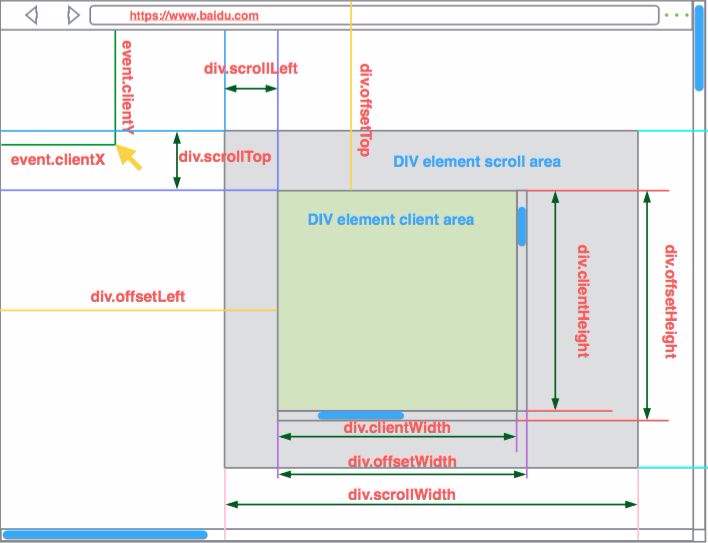 https://www.baidu.com
div.scrollLeft
event.clientY
div.offsetTop
event.clientX
div.scrollTop
DIV element scroll area
DIV element client area
div.offsetLeft
div.clientHeight
div.offsetHeight
div.clientWidth
div.offsetWidth
div.scrollWidth